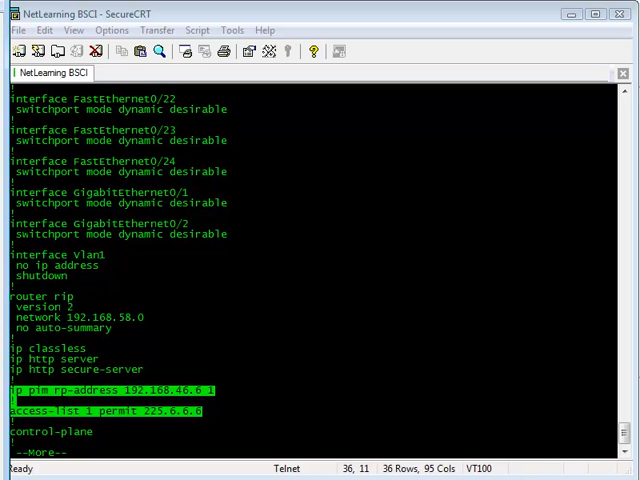 NetLearning BSCI - SecureCRT
File Edit View Options Transfer Script Tools Help
NetLearning BSCI
!
interface FastEthernet0/22
switchport mode dynamic desirable
!
interface FastEthernet0/23
switchport mode dynamic desirable
!
interface FastEthernet0/24
switchport mode dynamic desirable
!
interface GigabitEthernet0/1
switchport mode dynamic desirable
!
interface GigabitEthernet0/2
switchport mode dynamic desirable
!
interface Vlan1
no ip address
shutdown
!
router rip
version 2
network 192.168.58.0
no auto-summary
!
ip classless
ip http server
ip http secure-server
!
ip pim rp-address 192.168.46.6 1
!
access-list 1 permit 225.6.6.6
!
control-plane
!
--More--
Ready Telnet 36, 11 36 Rows, 95 Cols VT100